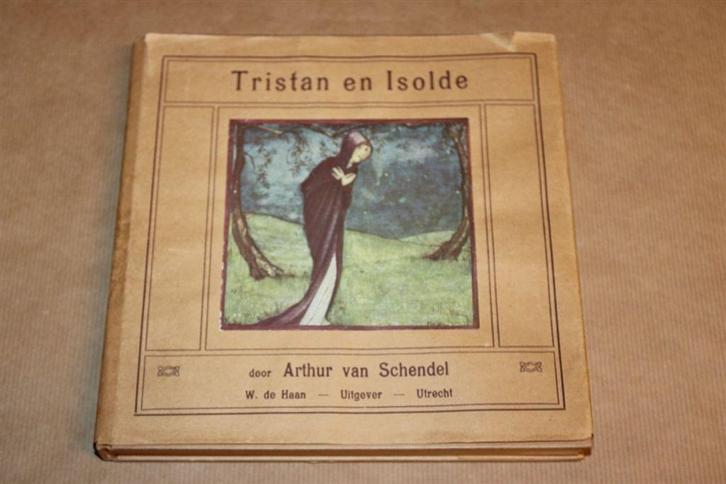 Tristan en Isolde
door Arthur van Schendel
W. de Haan — Uitgever — Utrecht